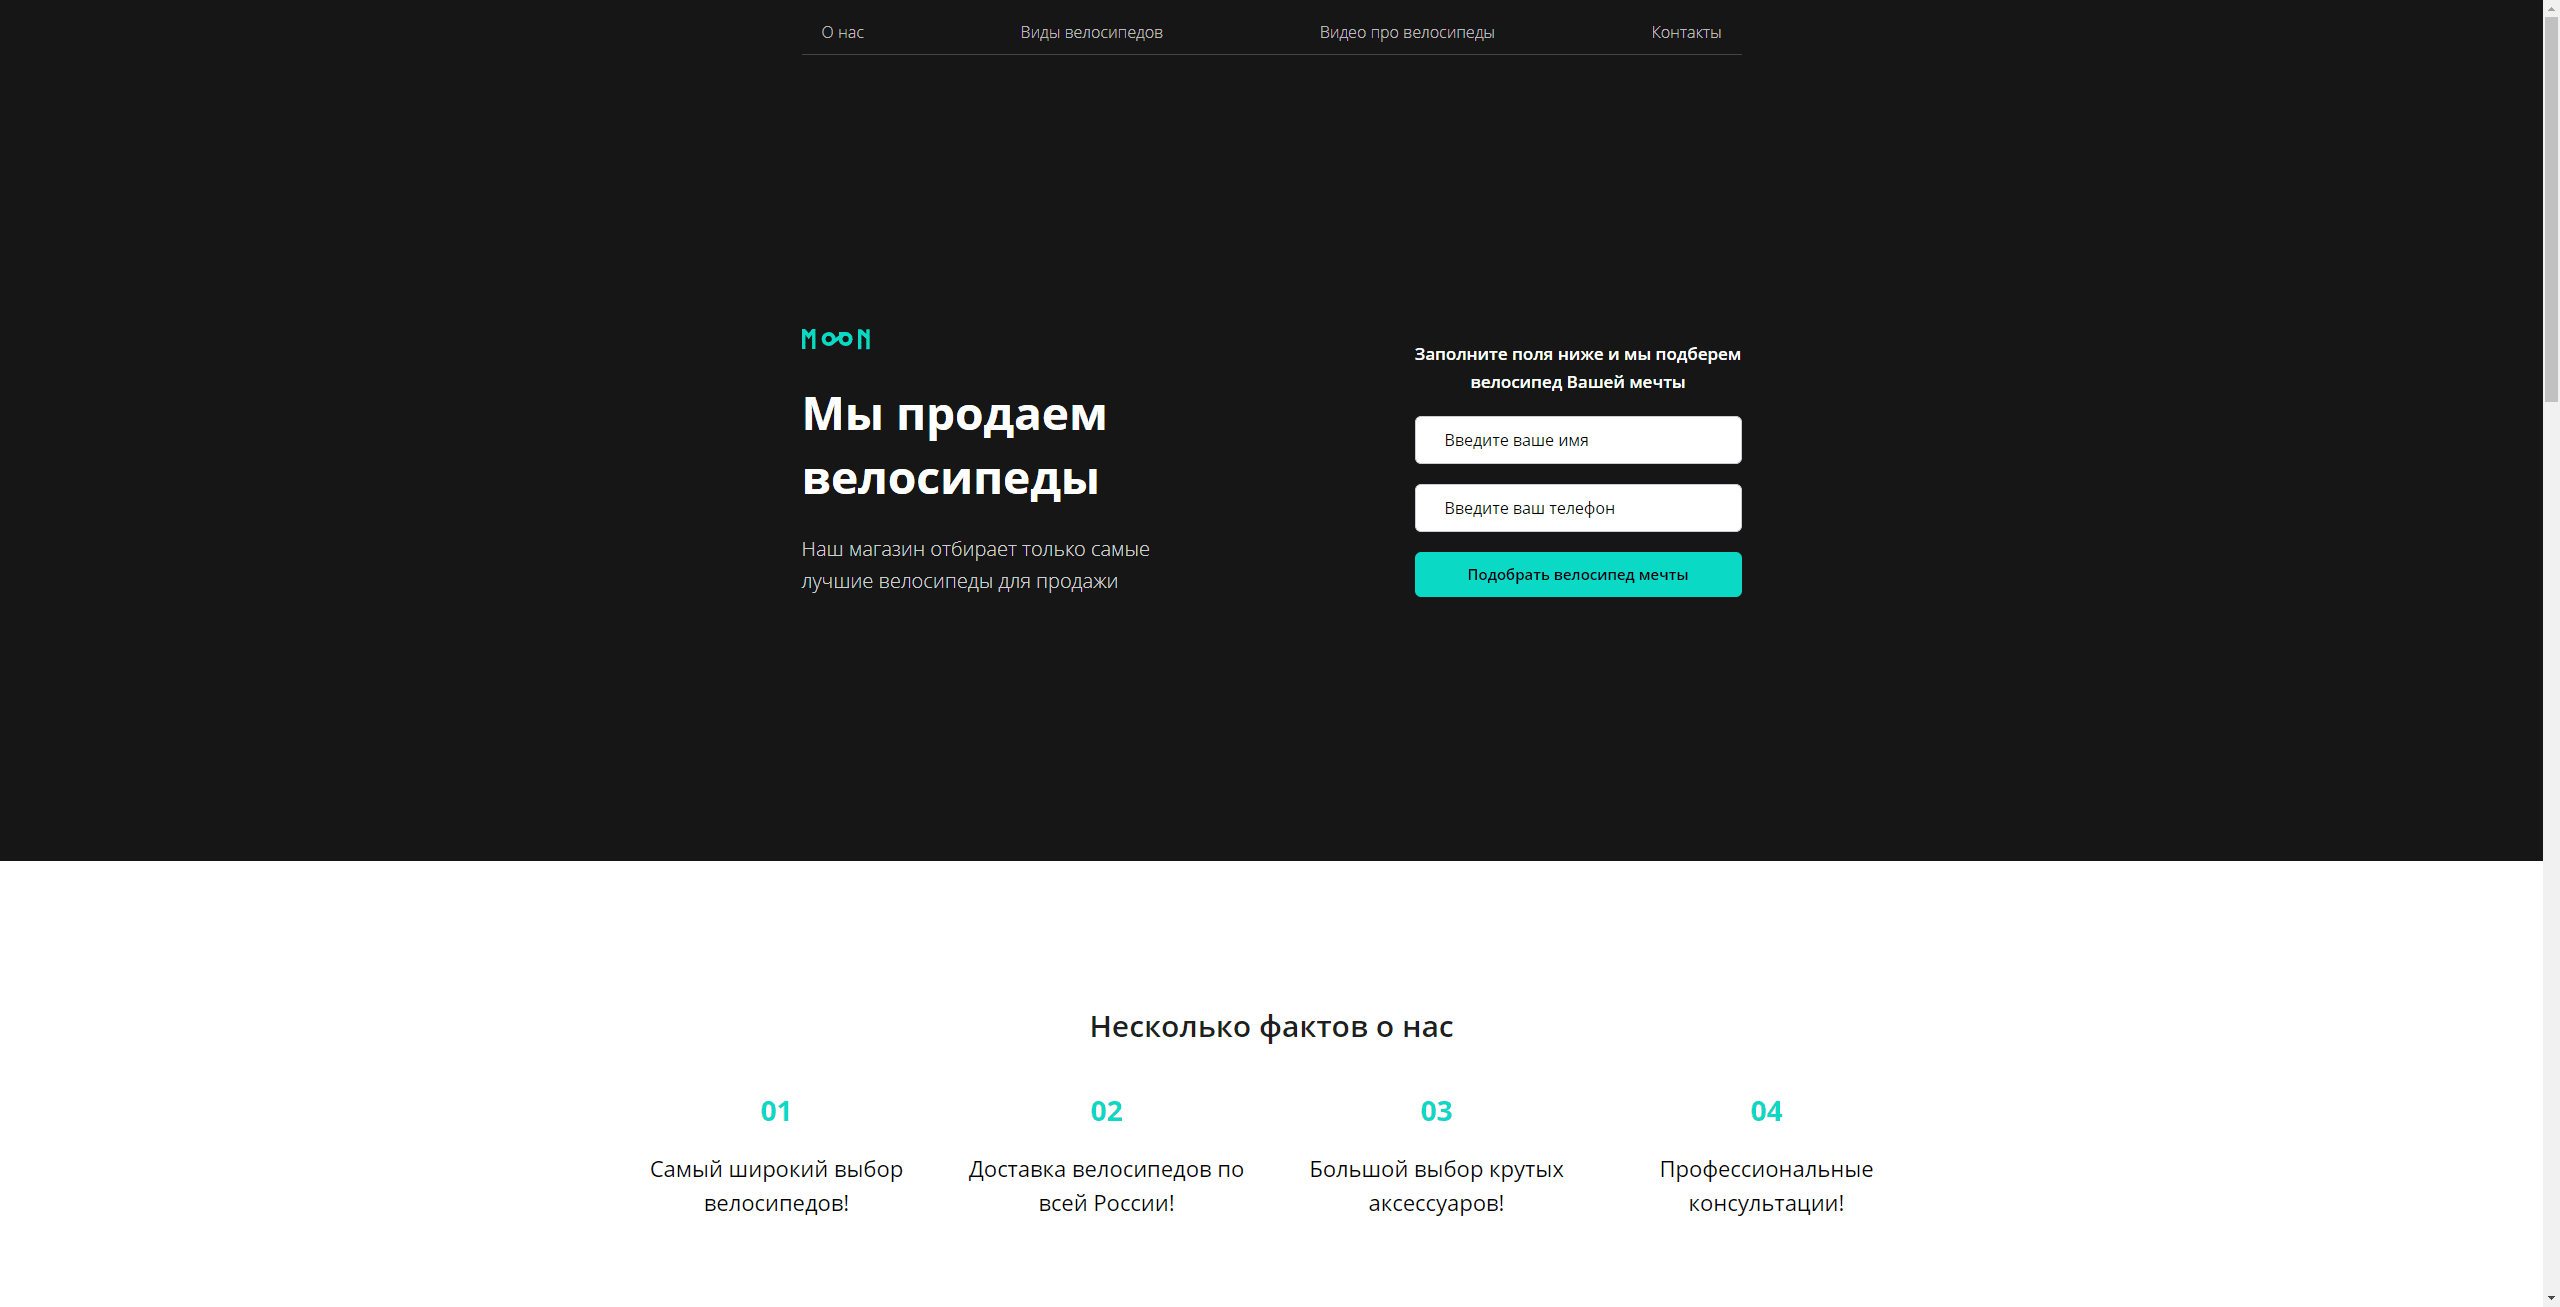 О нас
Виды велосипедов
Видео про велосипеды
Контакты
MOON
Мы продаем
велосипеды
Наш магазин отбирает только самые
лучшие велосипеды для продажи
Заполните поля ниже и мы подберем
велосипед Вашей мечты
Введите ваше имя
Введите ваш телефон
Подобрать велосипед мечты
Несколько фактов о нас
01
Самый широкий выбор
велосипедов!
02
Доставка велосипедов по
всей России!
03
Большой выбор крутых
аксессуаров!
04
Профессиональные
консультации!